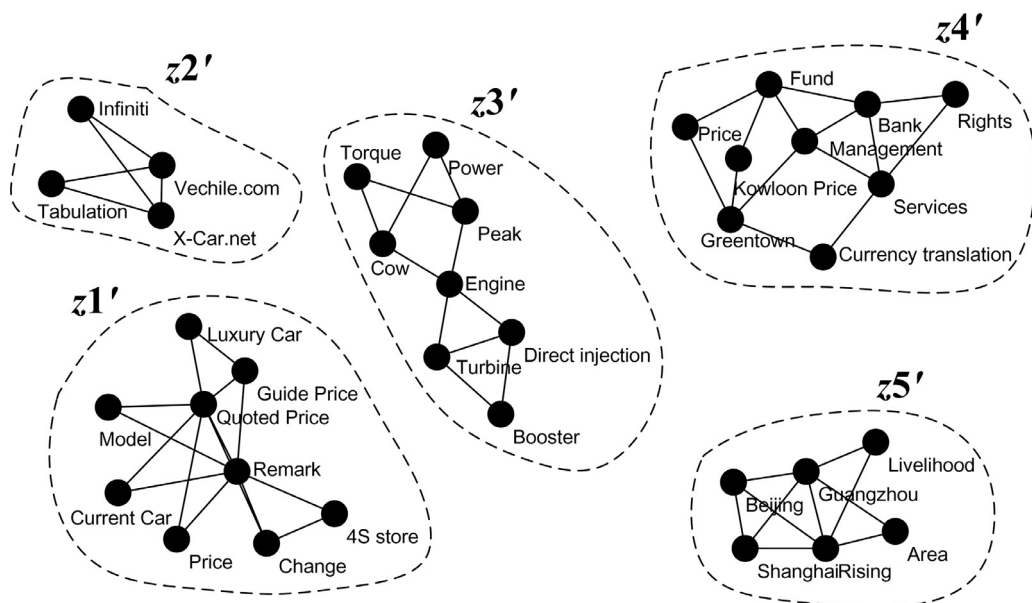 z2'
Infiniti
Vechile.com
Tabulation
X-Car.net
z3'
Torque
Power
Peak
Cow
Engine
Direct injection
Turbine
Booster
z4'
Fund
Price
Bank
Rights
Management
Kowloon Price
Services
Greentown
Currency translation
z1'
Luxury Car
Guide Price
Quoted Price
Model
Remark
Current Car
4S store
Price
Change
z5'
Livelihood
Beijing
Guangzhou
Area
Shanghai
Rising